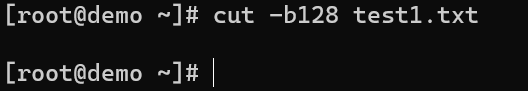 [root@demo ~]# cut -b128 test1.txt
[root@demo ~]#